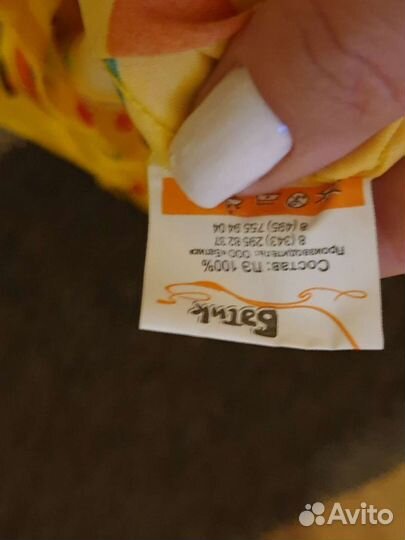 Батик
Состав: ПЭ 100%
Производитель: ООО «Батик»
8 (343) 295 82 37
8 (495) 755 94 04
Avito